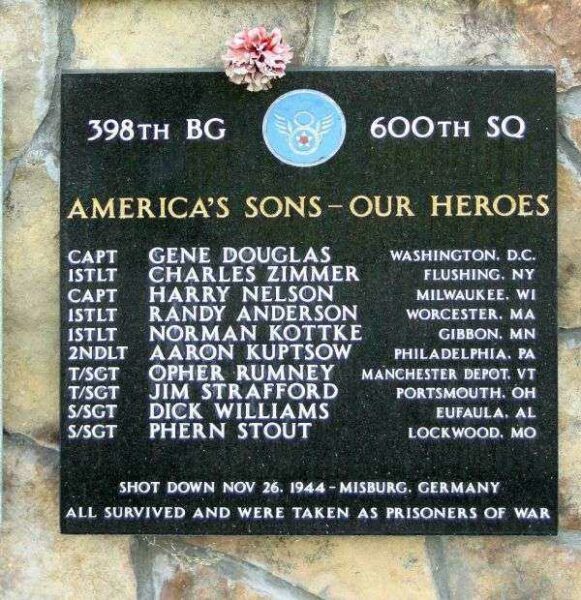 398TH BG 600TH SQ
AMERICA'S SONS – OUR HEROES
CAPT GENE DOUGLAS WASHINGTON, D.C.
1STLT CHARLES ZIMMER FLUSHING, NY
CAPT HARRY NELSON MILWAUKEE, WI
1STLT RANDY ANDERSON WORCESTER, MA
1STLT NORMAN KOTTKE GIBBON, MN
2NDLT AARON KUPTSOW PHILADELPHIA, PA
T/SGT OPHER RUMNEY MANCHESTER DEPOT, VT
T/SGT JIM STRAFFORD PORTSMOUTH, OH
S/SGT DICK WILLIAMS EUFAULA, AL
S/SGT PHERN STOUT LOCKWOOD, MO
SHOT DOWN NOV 26, 1944 – MISBURG, GERMANY
ALL SURVIVED AND WERE TAKEN AS PRISONERS OF WAR